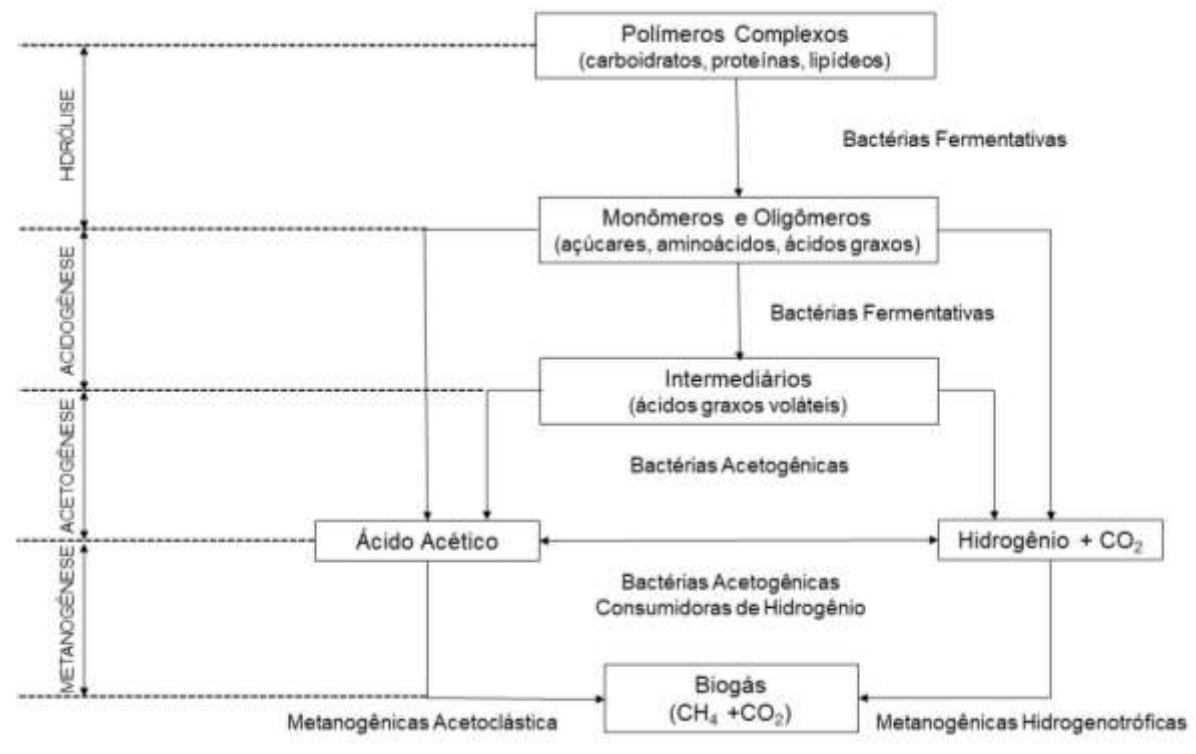 Polímeros Complexos
(carboidratos, proteínas, lipídeos)
HIDRÓLISE
Bactérias Fermentativas
Monômeros e Oligômeros
(açúcares, aminoácidos, ácidos graxos)
ACIDOGÊNESE
Bactérias Fermentativas
Intermediários
(ácidos graxos voláteis)
ACETOGÊNESE
Bactérias Acetogênicas
Ácido Acético
Hidrogênio + CO₂
METANOGÊNESE
Bactérias Acetogênicas
Consumidoras de Hidrogênio
Biogás
(CH₄ +CO₂)
Metanogênicas Acetoclástica
Metanogênicas Hidrogenotróficas